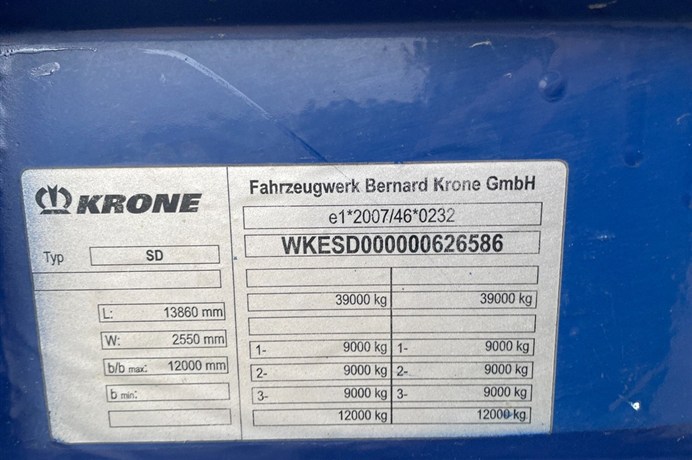 KRONE
Typ SD
L: 13860 mm
W: 2550 mm
b/b max: 12000 mm
b min:
Fahrzeugwerk Bernard Krone GmbH
e1*2007/46*0232
WKESD000000626586
39000 kg 39000 kg
1- 9000 kg 1- 9000 kg
2- 9000 kg 2- 9000 kg
3- 9000 kg 3- 9000 kg
12000 kg 12000 kg